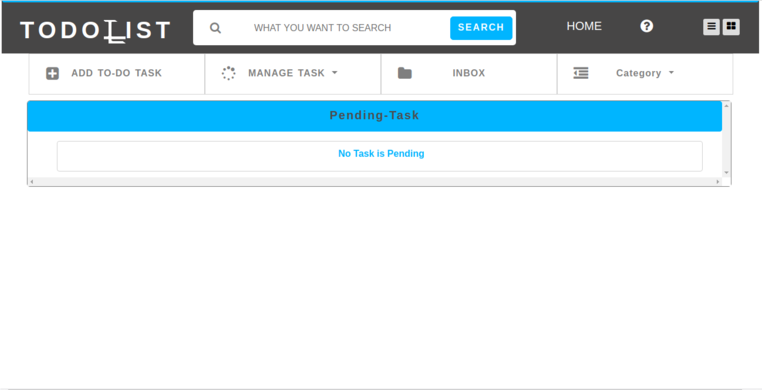 TODOLIST
WHAT YOU WANT TO SEARCH
SEARCH
HOME
ADD TO-DO TASK
MANAGE TASK
INBOX
Category
Pending-Task
No Task is Pending